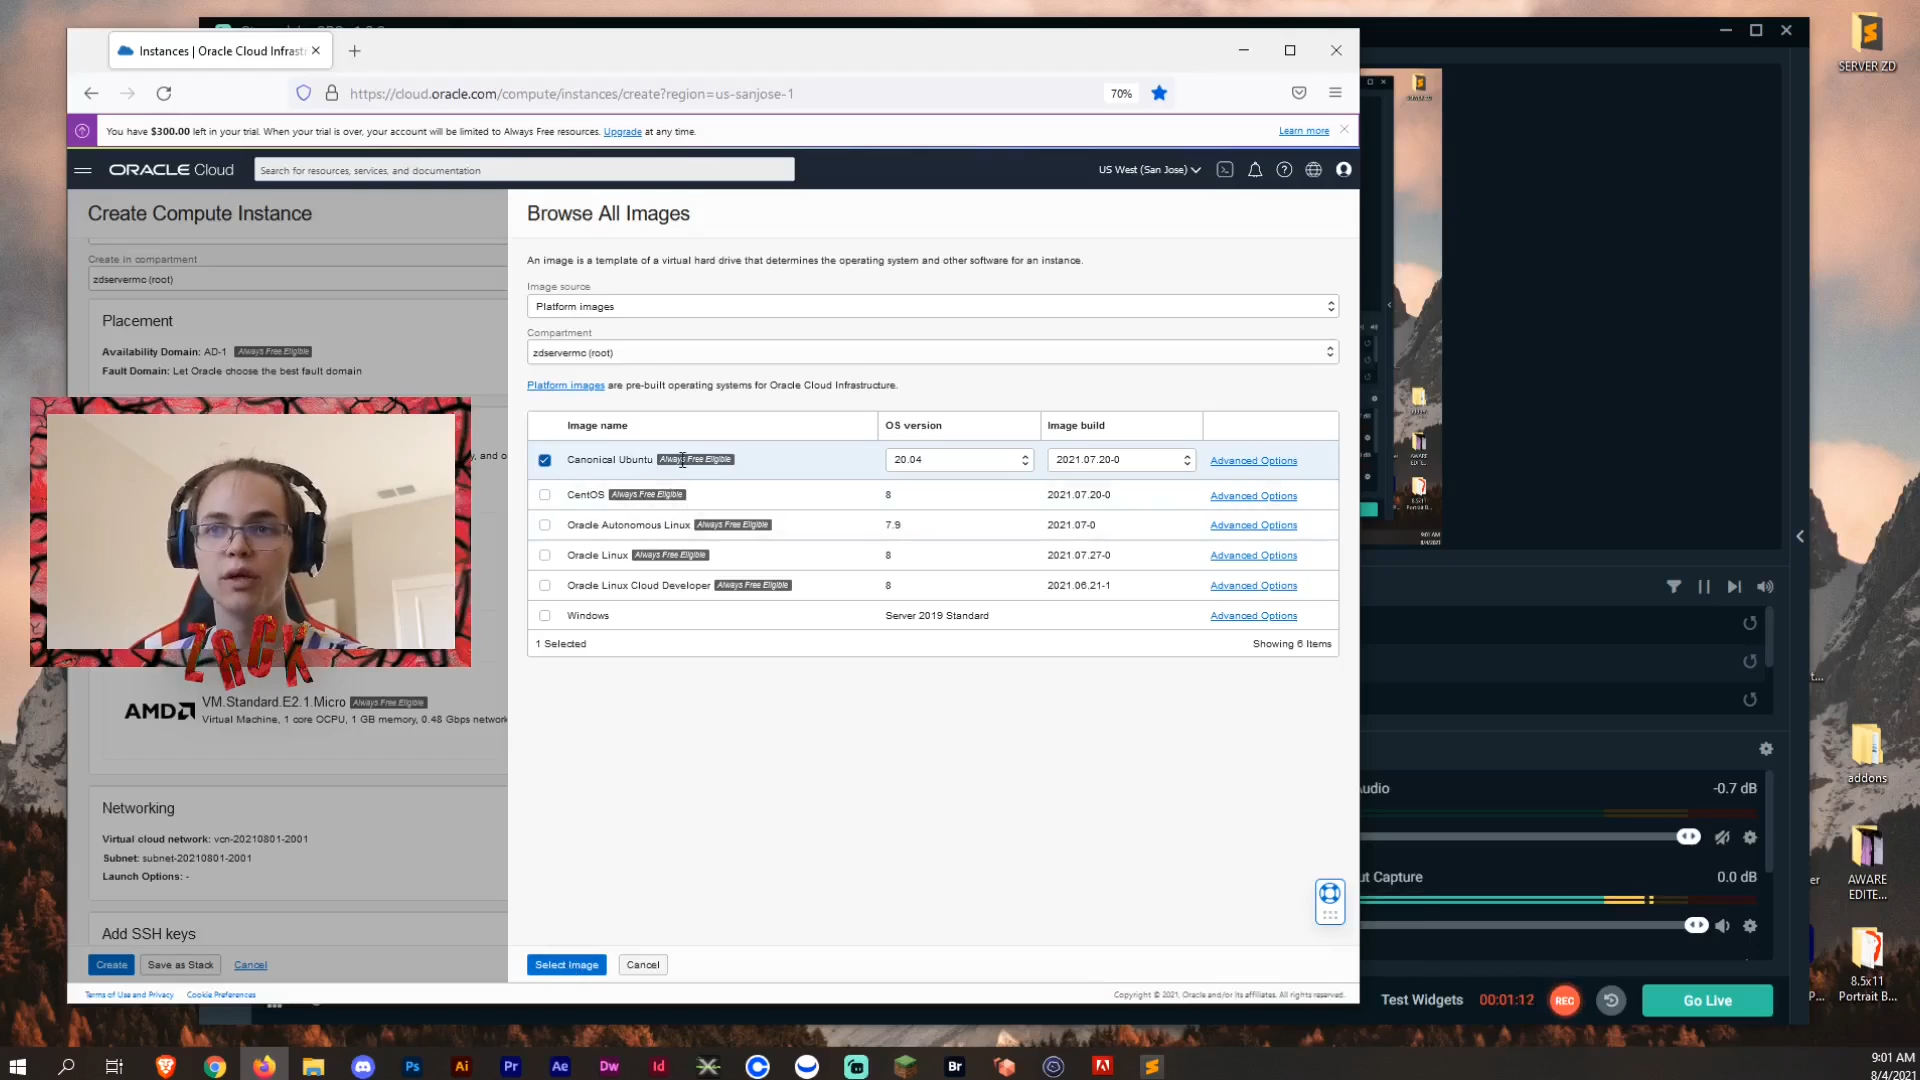 SERVER ZD
Instances | Oracle Cloud Infrast
https://cloud.oracle.com/compute/instances/create?region=us-sanjose-1
70%
You have $300.00 left in your trial. When your trial is over, your account will be limited to Always Free resources. Upgrade at any time.
Learn more
ORACLE Cloud
Search for resources, services, and documentation
US West (San Jose)
Create Compute Instance
Create in compartment
zdservermc (root)
Placement
Availability Domain: AD-1 Always Free Eligible
Fault Domain: Let Oracle choose the best fault domain
, and o
ZACK
AMD VM.Standard.E2.1.Micro Always Free Eligible
Virtual Machine, 1 core OCPU, 1 GB memory, 0.48 Gbps network
Networking
Virtual cloud network: vcn-20210801-2001
Subnet: subnet-20210801-2001
Launch Options: -
Add SSH keys
Create Save as Stack Cancel
Browse All Images
An image is a template of a virtual hard drive that determines the operating system and other software for an instance.
Image source
Platform images
Compartment
zdservermc (root)
Platform images are pre-built operating systems for Oracle Cloud Infrastructure.
Image name OS version Image build
Canonical Ubuntu Always Free Eligible 20.04 2021.07.20-0 Advanced Options
CentOS Always Free Eligible 8 2021.07.20-0 Advanced Options
Oracle Autonomous Linux Always Free Eligible 7.9 2021.07-0 Advanced Options
Oracle Linux Always Free Eligible 8 2021.07.27-0 Advanced Options
Oracle Linux Cloud Developer Always Free Eligible 8 2021.06.21-1 Advanced Options
Windows Server 2019 Standard Advanced Options
1 Selected Showing 6 Items
Select Image Cancel
Terms of Use and Privacy Cookie Preferences
Copyright © 2021, Oracle and/or its affiliates. All rights reserved.
udio -0.7 dB
ut Capture 0.0 dB
Test Widgets 00:01:12 REC Go Live
addons
AWARE
EDITE...
8.5x11
Portrait B...
Ps Ai Pr Ae Dw Id Br
9:01 AM
8/4/2021